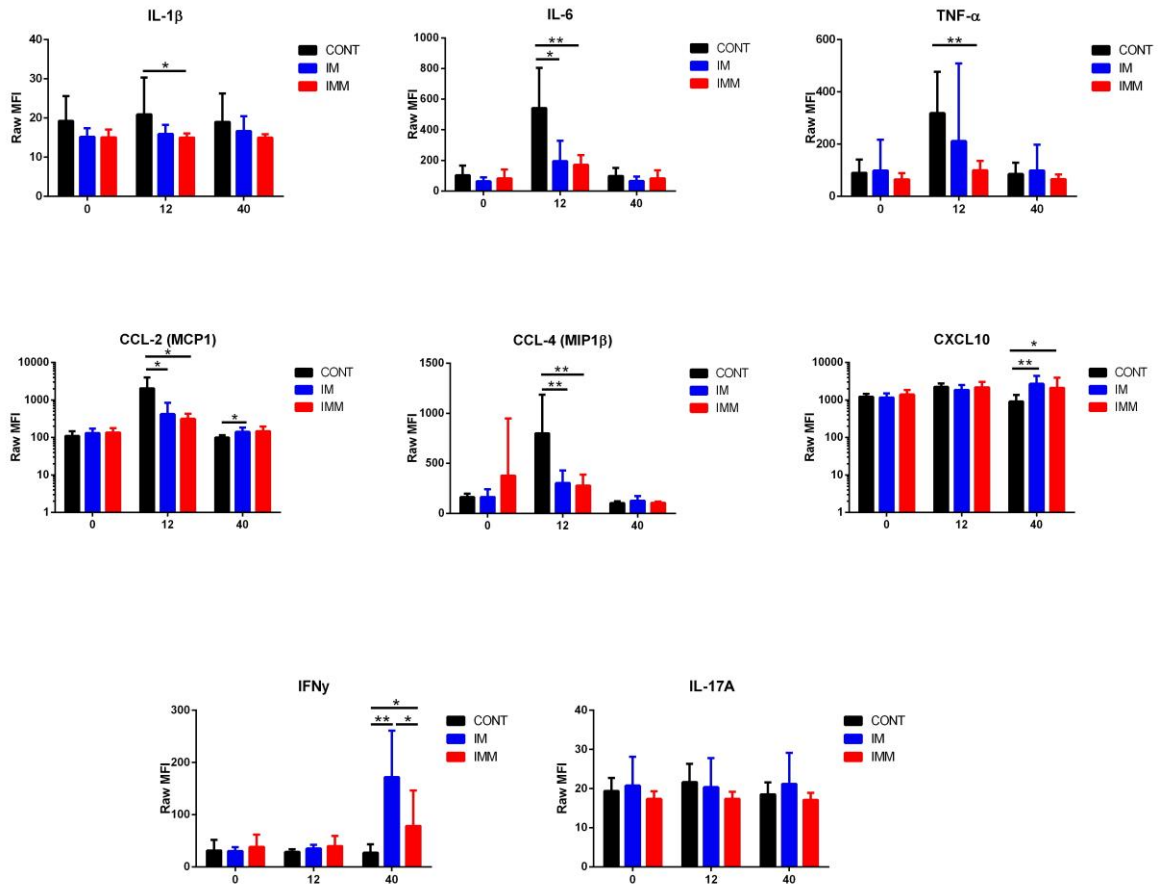 IL-1β
Raw MFI
40
30
20
10
0
*
0 12 40
CONT
IM
IMM
IL-6
Raw MFI
1000
800
600
400
200
0
**
*
0 12 40
CONT
IM
IMM
TNF-α
Raw MFI
600
400
200
0
**
0 12 40
CONT
IM
IMM
CCL-2 (MCP1)
Raw MFI
10000
1000
100
10
1
*
*
*
0 12 40
CONT
IM
IMM
CCL-4 (MIP1β)
Raw MFI
1500
1000
500
0
**
**
0 12 40
CONT
IM
IMM
CXCL10
Raw MFI
10000
1000
100
10
1
*
**
0 12 40
CONT
IM
IMM
IFNy
Raw MFI
300
200
100
0
*
** *
0 12 40
CONT
IM
IMM
IL-17A
Raw MFI
40
30
20
10
0
0 12 40
CONT
IM
IMM